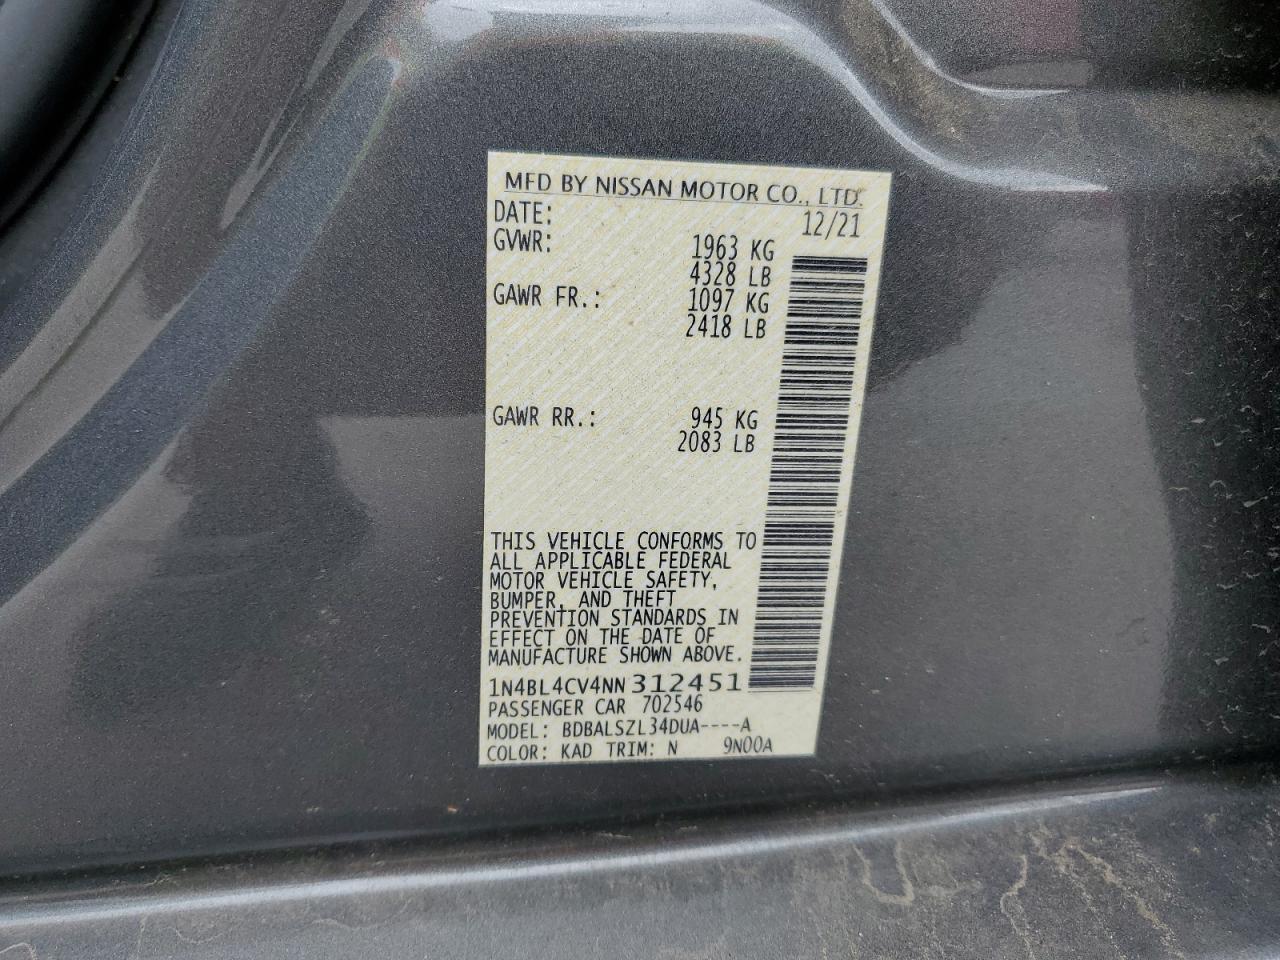 MFD BY NISSAN MOTOR CO., LTD.
DATE: 12/21
GVWR: 1963 KG
4328 LB
GAWR FR.: 1097 KG
2418 LB
GAWR RR.: 945 KG
2083 LB
THIS VEHICLE CONFORMS TO
ALL APPLICABLE FEDERAL
MOTOR VEHICLE SAFETY,
BUMPER, AND THEFT
PREVENTION STANDARDS IN
EFFECT ON THE DATE OF
MANUFACTURE SHOWN ABOVE.
1N4BL4CV4NN312451
PASSENGER CAR 702546
MODEL: BDBALSZL34DUA----A
COLOR: KAD TRIM: N 9N00A